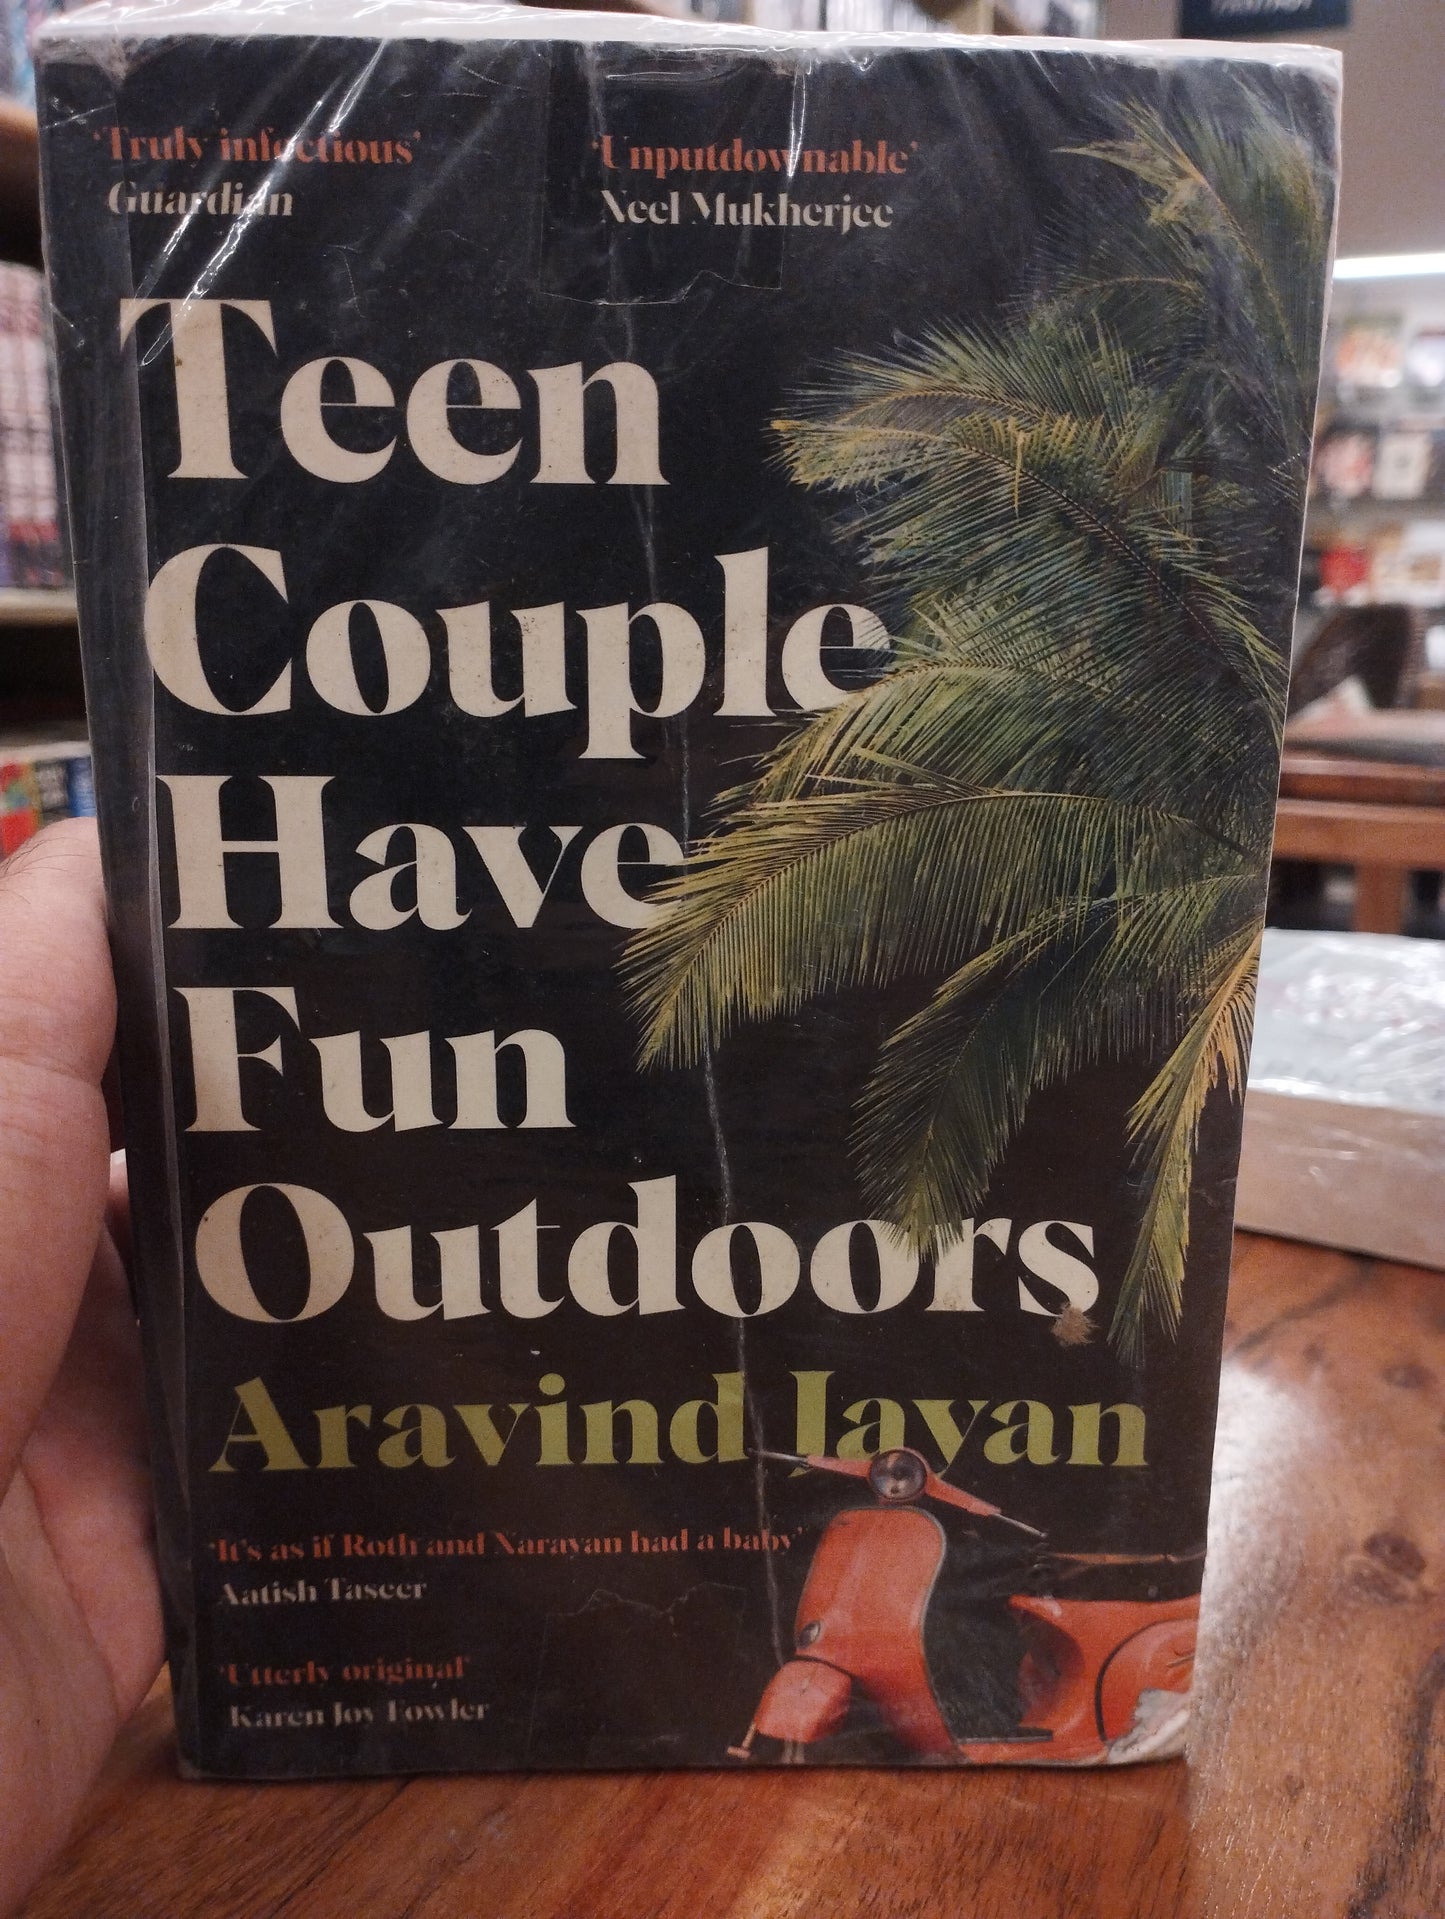 ‘Truly infectious’
Guardian
‘Unputdownable’
Neel Mukherjee
Teen
Couple
Have
Fun
Outdoors
Aravind Jayan
‘It’s as if Roth and Narayan had a baby’
Aatish Taseer
‘Utterly original’
Karen Joy Fowler